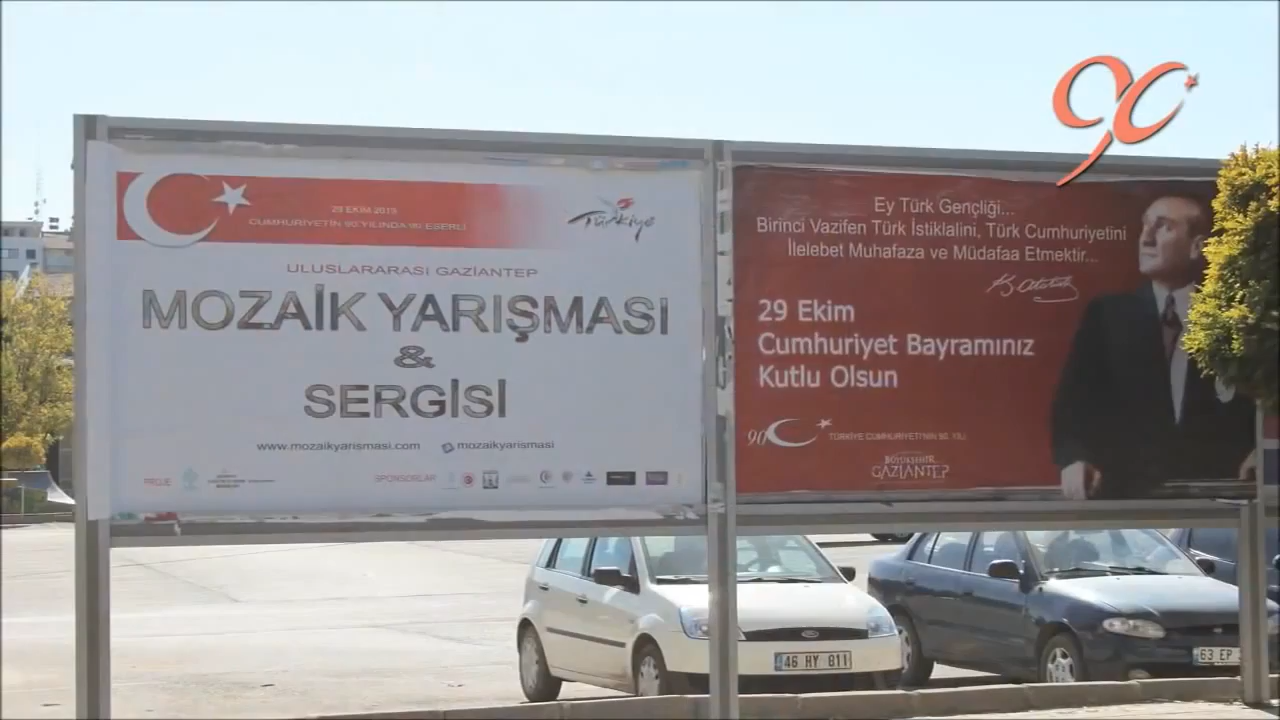 90
29 EKİM 2013
CUMHURİYETİN 90.YILINDA 90 ESERLİ
Türkiye
ULUSLARARASI GAZİANTEP
MOZAİK YARIŞMASI
&
SERGİSİ
www.mozaikyarismasi.com
mozaikyarismasi
PROJE
SPONSORLAR
Ey Türk Gençliği...
Birinci Vazifen Türk İstiklalini, Türk Cumhuriyetini
İlelebet Muhafaza ve Müdafaa Etmektir...
K. Atatürk
29 Ekim
Cumhuriyet Bayramınız
Kutlu Olsun
90
TÜRKİYE CUMHURİYETİ'NİN 90. YILI
BÜYÜKŞEHİR
GAZİANTEP
46 HY 811
63 EP